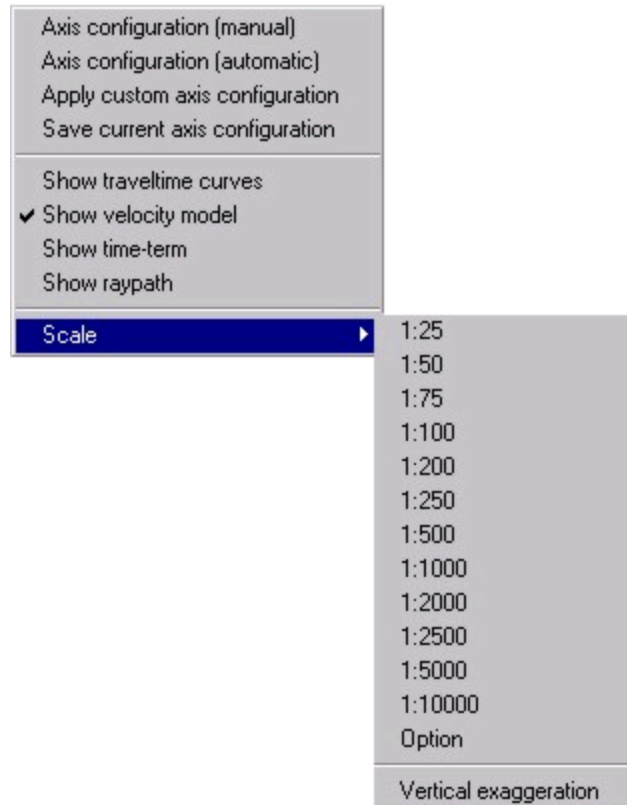 Axis configuration (manual)
Axis configuration (automatic)
Apply custom axis configuration
Save current axis configuration
Show traveltime curves
Show velocity model
Show time-term
Show raypath
Scale
1:25
1:50
1:75
1:100
1:200
1:250
1:500
1:1000
1:2000
1:2500
1:5000
1:10000
Option
Vertical exaggeration